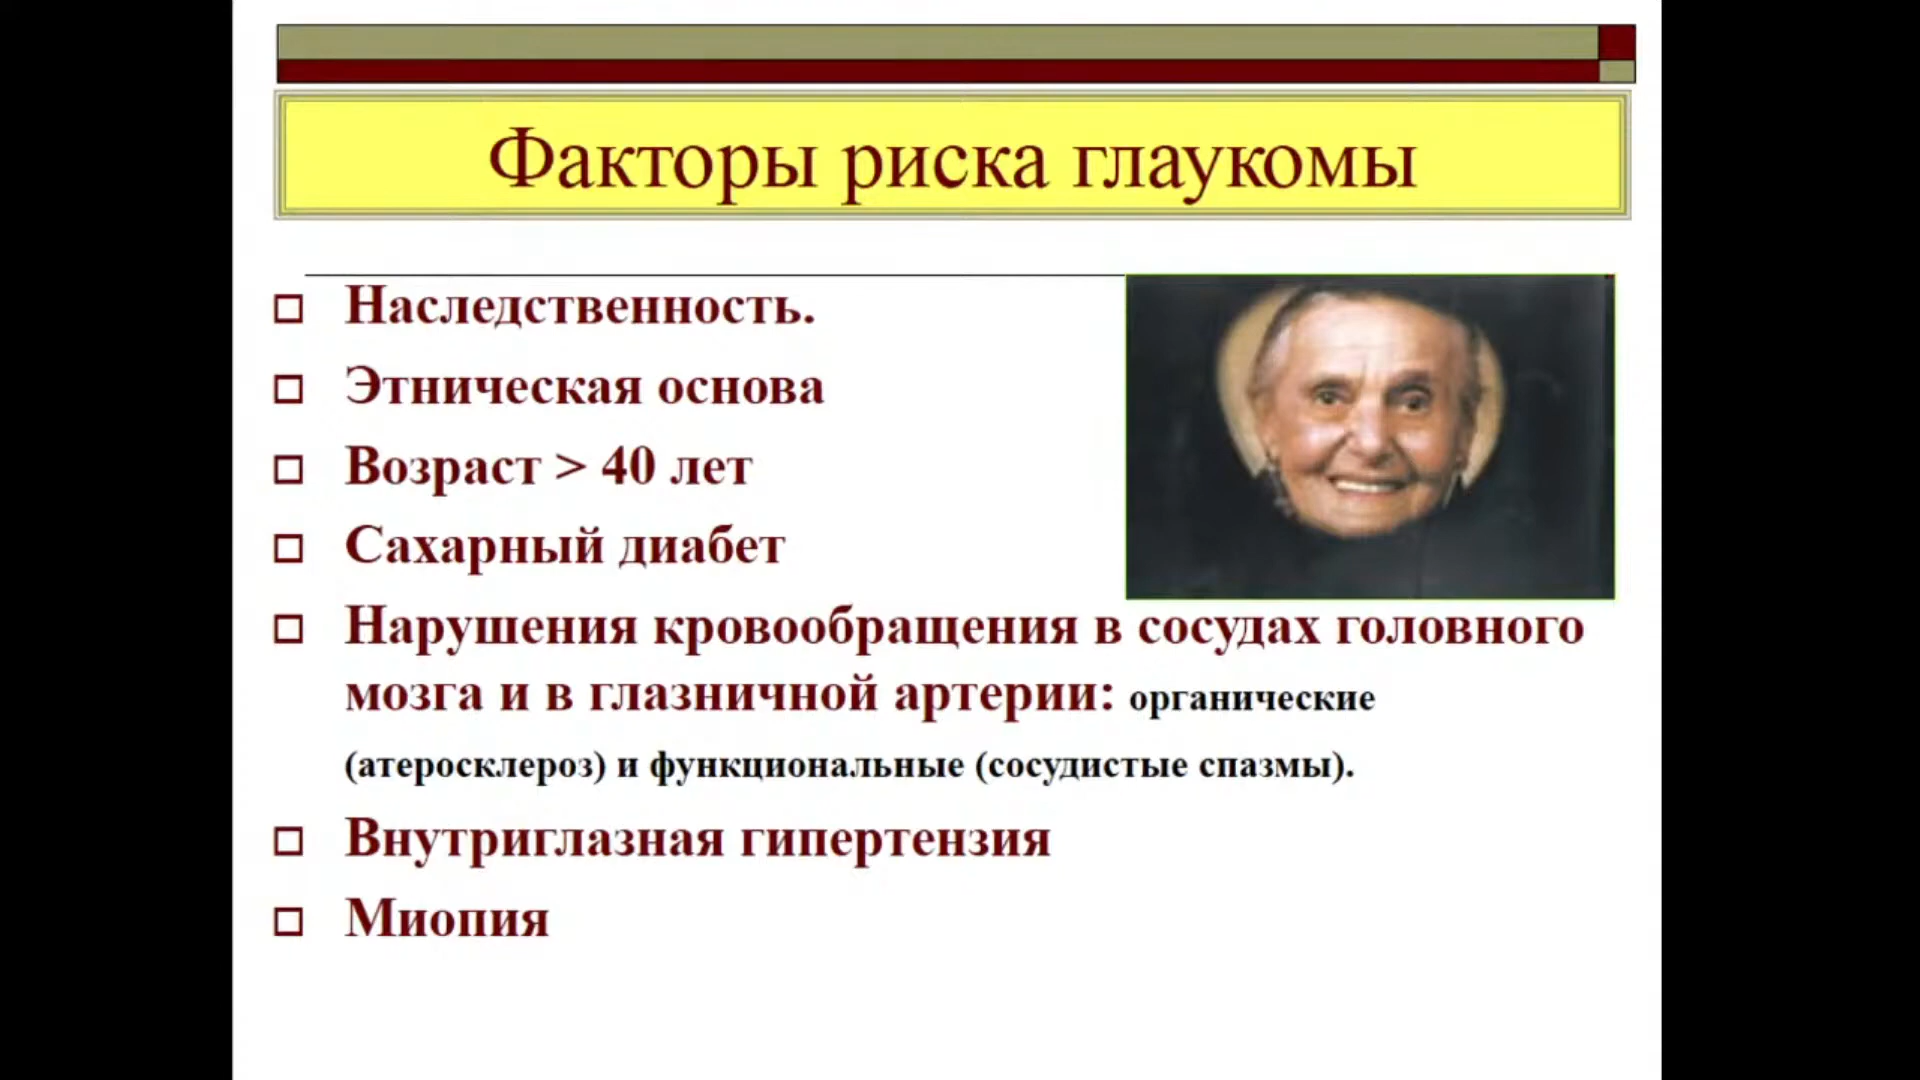 Факторы риска глаукомы
Наследственность.
Этническая основа
Возраст > 40 лет
Сахарный диабет
Нарушения кровообращения в сосудах головного
мозга и в глазничной артерии: органические
(атеросклероз) и функциональные (сосудистые спазмы).
Внутриглазная гипертензия
Миопия